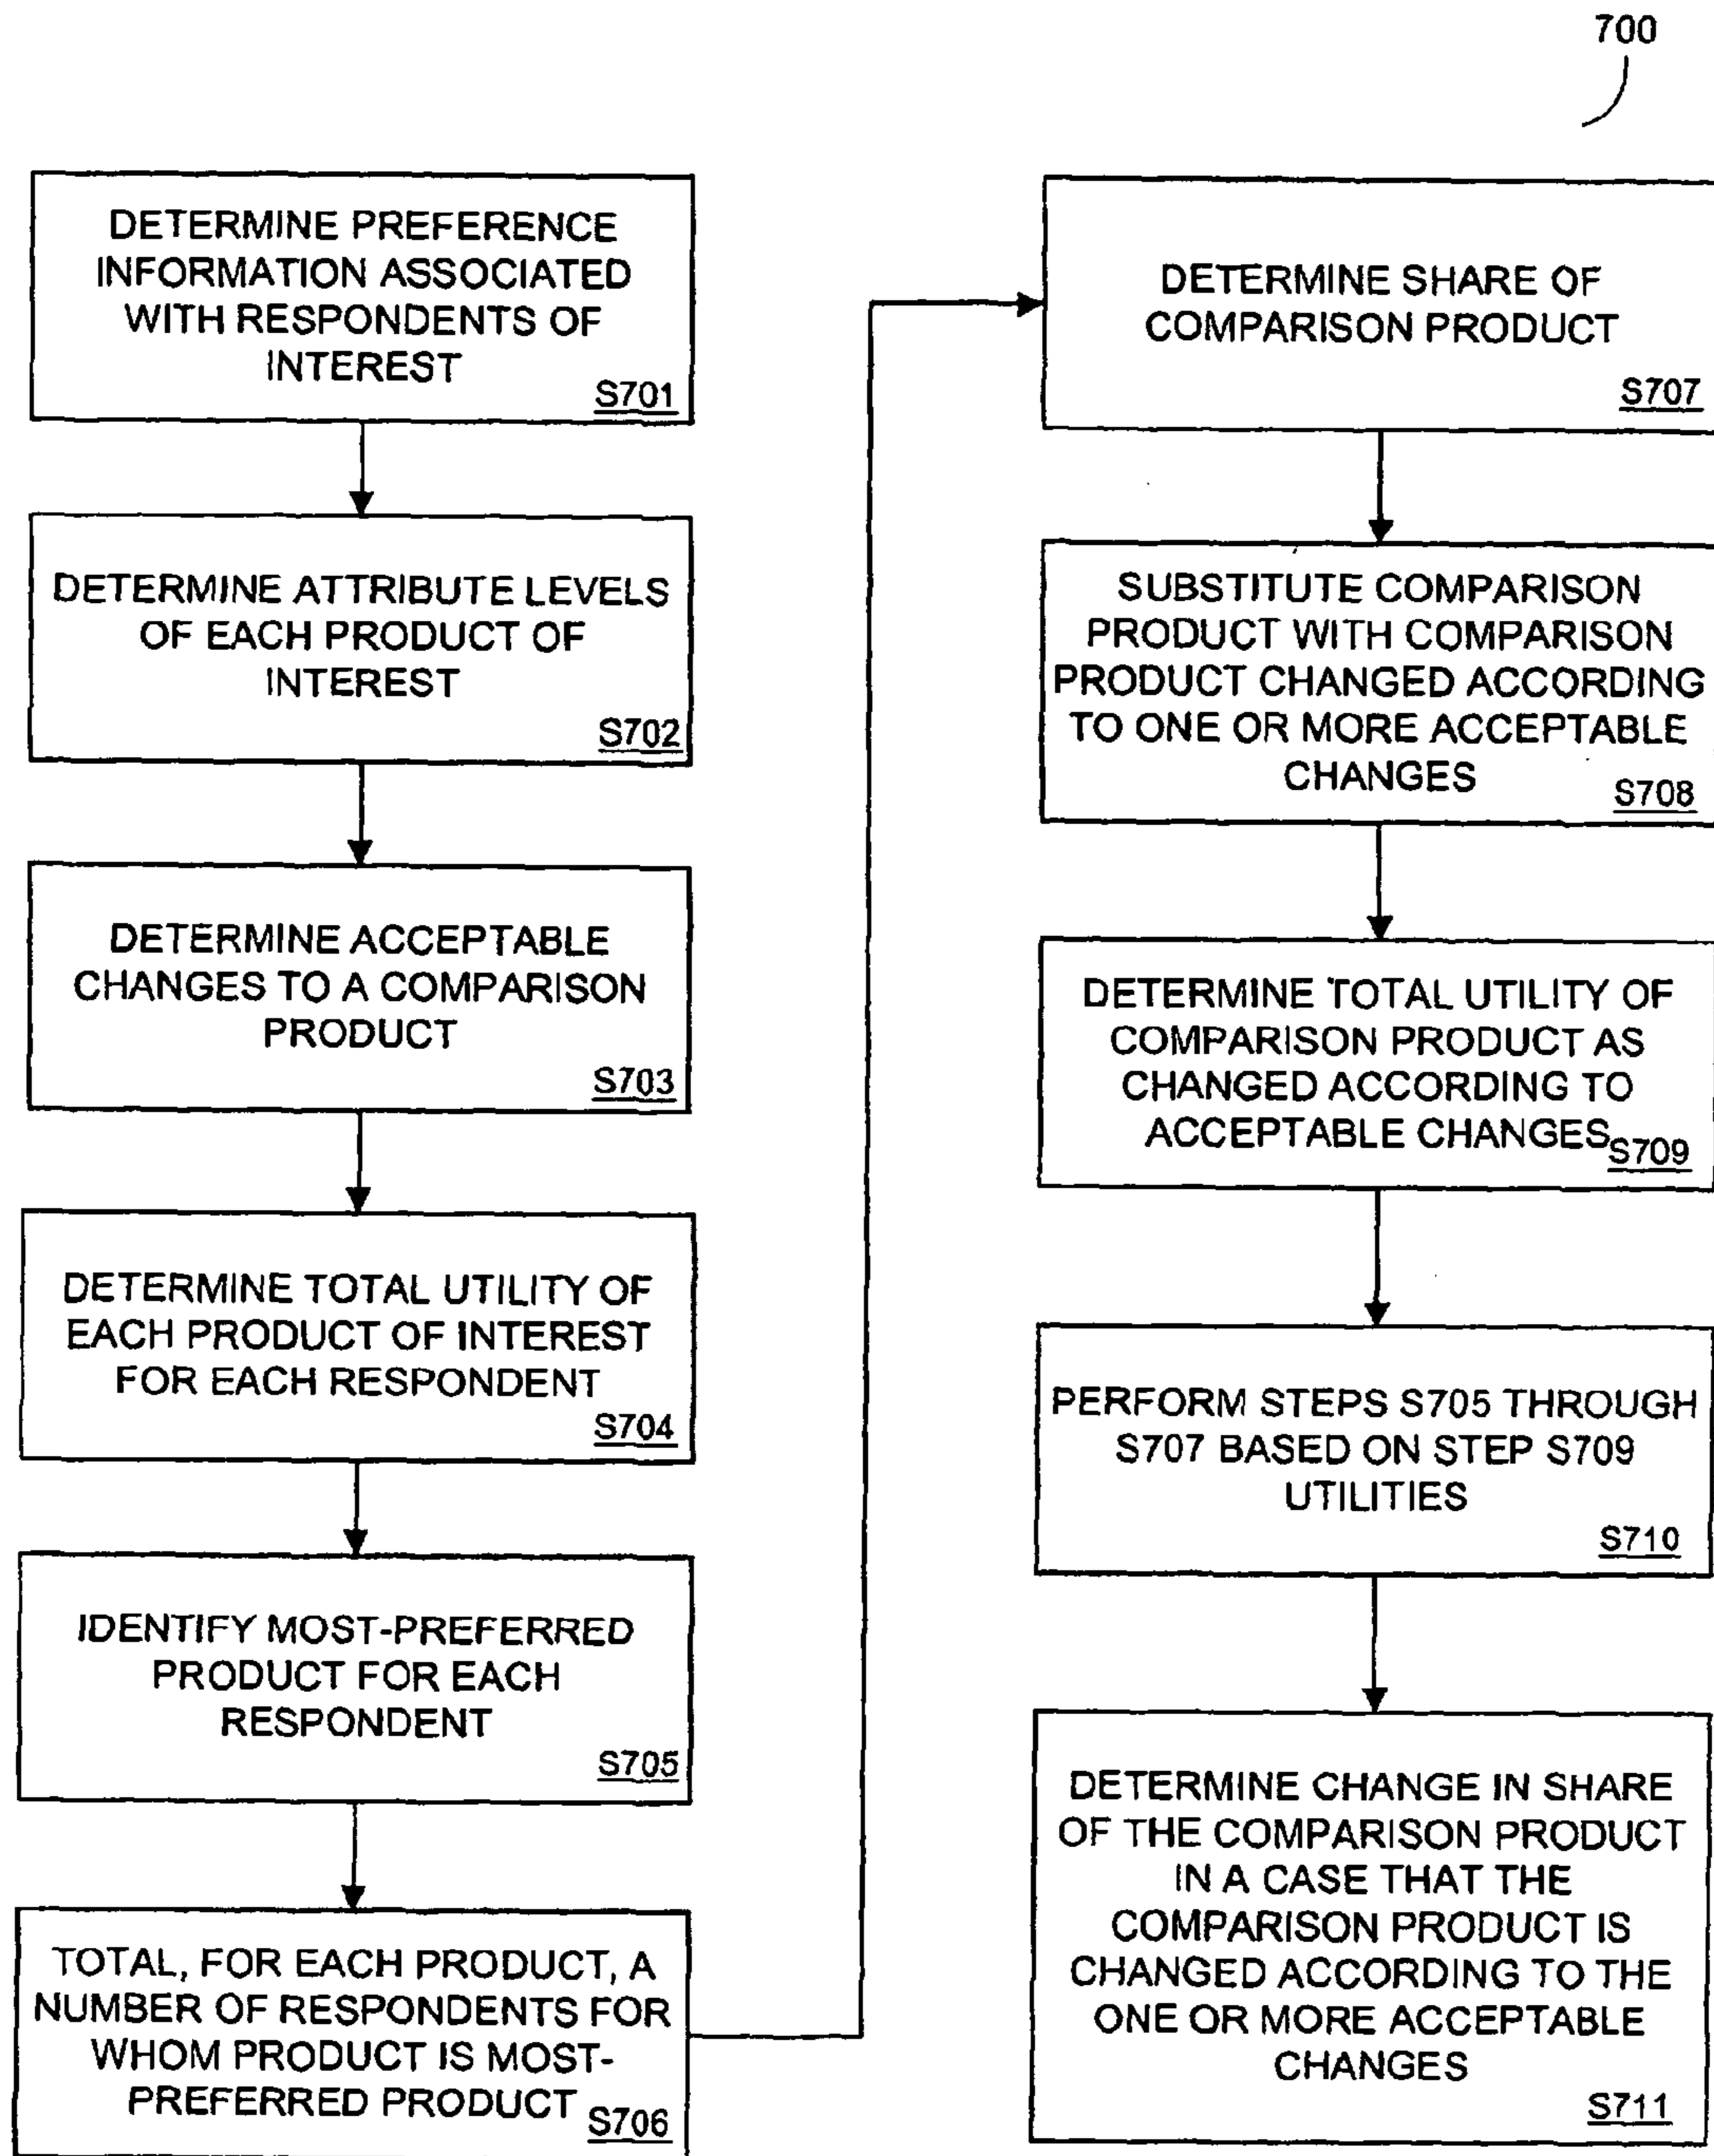 700
DETERMINE PREFERENCE
INFORMATION ASSOCIATED
WITH RESPONDENTS OF
INTEREST
S701
DETERMINE ATTRIBUTE LEVELS
OF EACH PRODUCT OF
INTEREST
S702
DETERMINE ACCEPTABLE
CHANGES TO A COMPARISON
PRODUCT
S703
DETERMINE TOTAL UTILITY OF
EACH PRODUCT OF INTEREST
FOR EACH RESPONDENT
S704
IDENTIFY MOST-PREFERRED
PRODUCT FOR EACH
RESPONDENT
S705
TOTAL, FOR EACH PRODUCT, A
NUMBER OF RESPONDENTS FOR
WHOM PRODUCT IS MOST-
PREFERRED PRODUCT
S706
DETERMINE SHARE OF
COMPARISON PRODUCT
S707
SUBSTITUTE COMPARISON
PRODUCT WITH COMPARISON
PRODUCT CHANGED ACCORDING
TO ONE OR MORE ACCEPTABLE
CHANGES
S708
DETERMINE TOTAL UTILITY OF
COMPARISON PRODUCT AS
CHANGED ACCORDING TO
ACCEPTABLE CHANGES
S709
PERFORM STEPS S705 THROUGH
S707 BASED ON STEP S709
UTILITIES
S710
DETERMINE CHANGE IN SHARE
OF THE COMPARISON PRODUCT
IN A CASE THAT THE
COMPARISON PRODUCT IS
CHANGED ACCORDING TO THE
ONE OR MORE ACCEPTABLE
CHANGES
S711